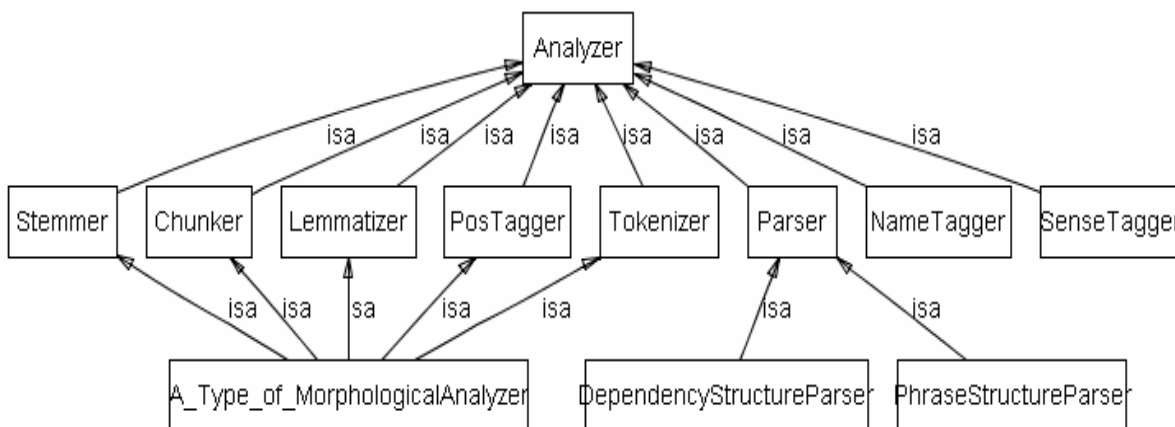 Analyzer
isa isa isa isa isa isa isa isa
Stemmer Chunker Lemmatizer PosTagger Tokenizer Parser NameTagger SenseTagger
isa isa sa isa isa isa isa
A_Type_of_MorphologicalAnalyzer DependencyStructureParser PhraseStructureParser